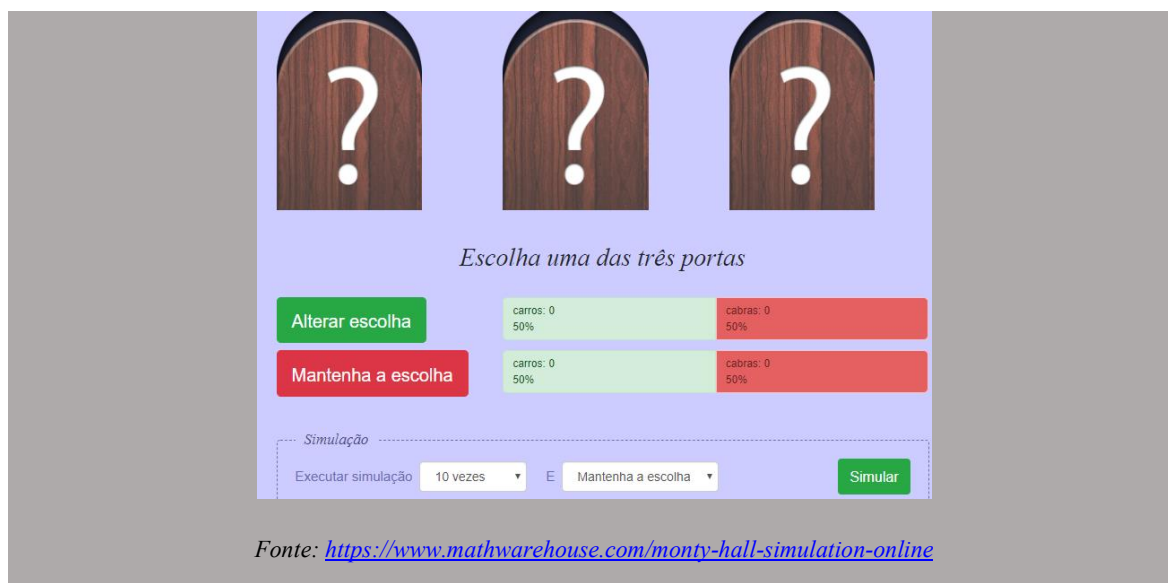 ? ? ?
Escolha uma das três portas
Alterar escolha
carros: 0
50%
cabras: 0
50%
Mantenha a escolha
carros: 0
50%
cabras: 0
50%
Simulação
Executar simulação 10 vezes E Mantenha a escolha Simular
Fonte: https://www.mathwarehouse.com/monty-hall-simulation-online